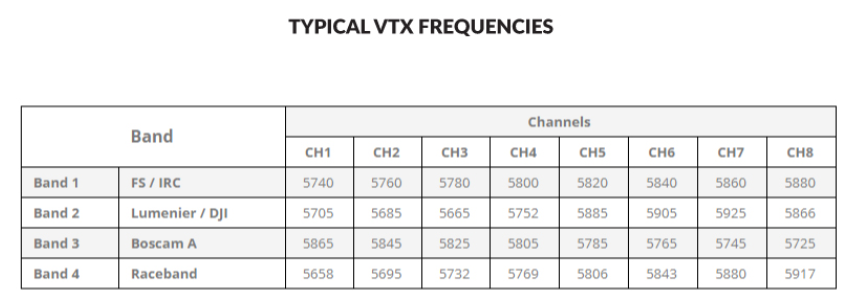 TYPICAL VTX FREQUENCIES
Band Channels
CH1 CH2 CH3 CH4 CH5 CH6 CH7 CH8
Band 1 FS / IRC 5740 5760 5780 5800 5820 5840 5860 5880
Band 2 Lumenier / DJI 5705 5685 5665 5752 5885 5905 5925 5866
Band 3 Boscam A 5865 5845 5825 5805 5785 5765 5745 5725
Band 4 Raceband 5658 5695 5732 5769 5806 5843 5880 5917